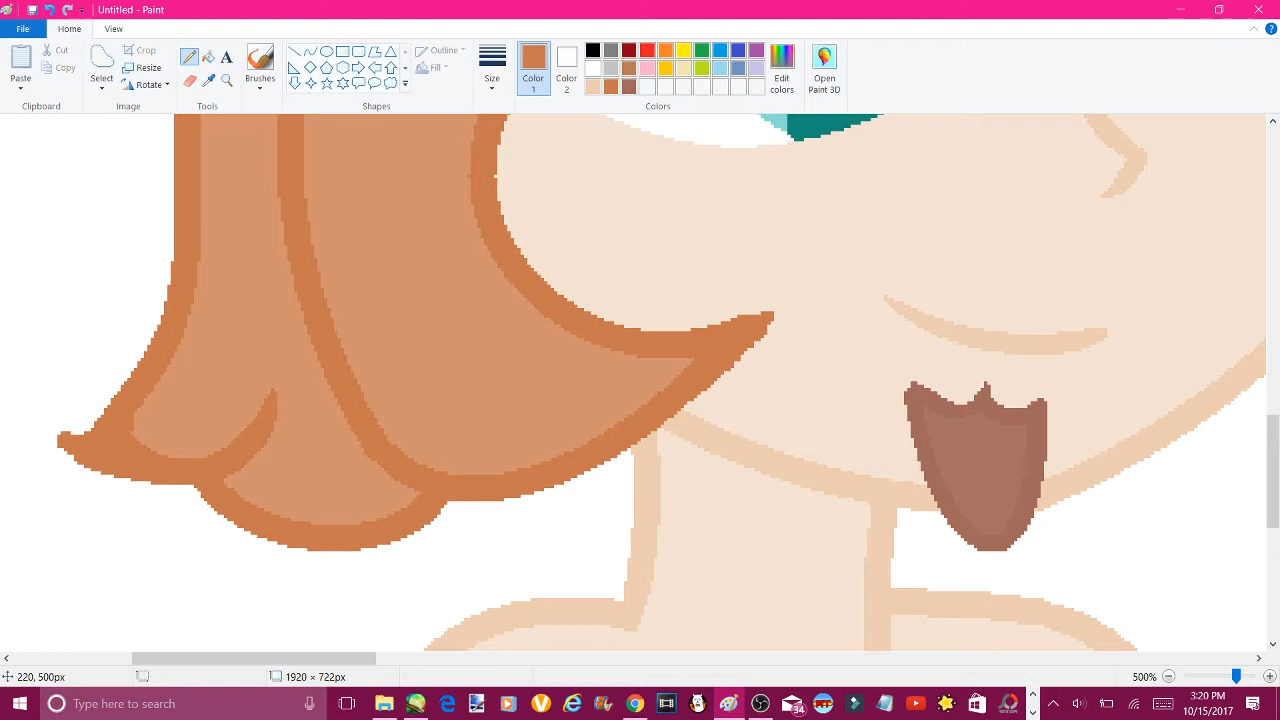 Untitled - Paint
File Home View
Paste
Cut
Copy
Select
Crop
Resize
Rotate
A
Brushes
Outline
Fill
Size
Color
1
Color
2
Edit
colors
Open
Paint 3D
Clipboard Image Tools Shapes Colors
220, 500px
1920 × 722px
500%
Type here to search
34
3:20 PM
10/15/2017